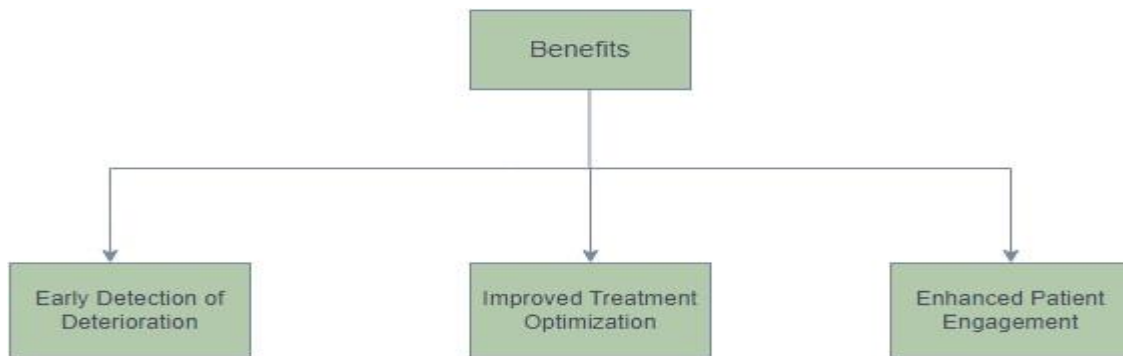 Benefits
Early Detection of
Deterioration
Improved Treatment
Optimization
Enhanced Patient
Engagement